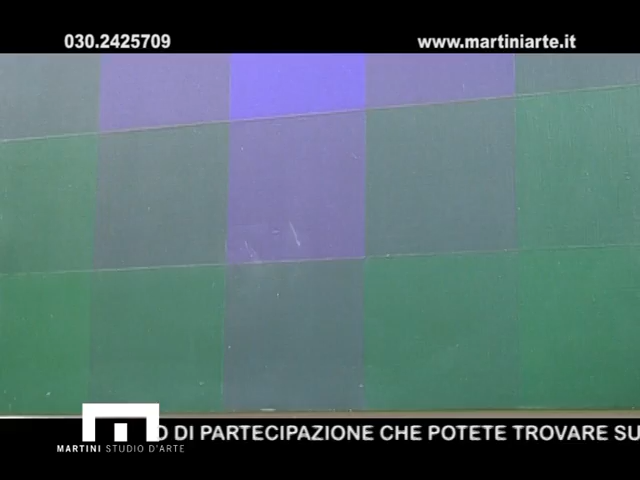 030.2425709 www.martiniarte.it
O DI PARTECIPAZIONE CHE POTETE TROVARE SU
MARTINI STUDIO D'ARTE